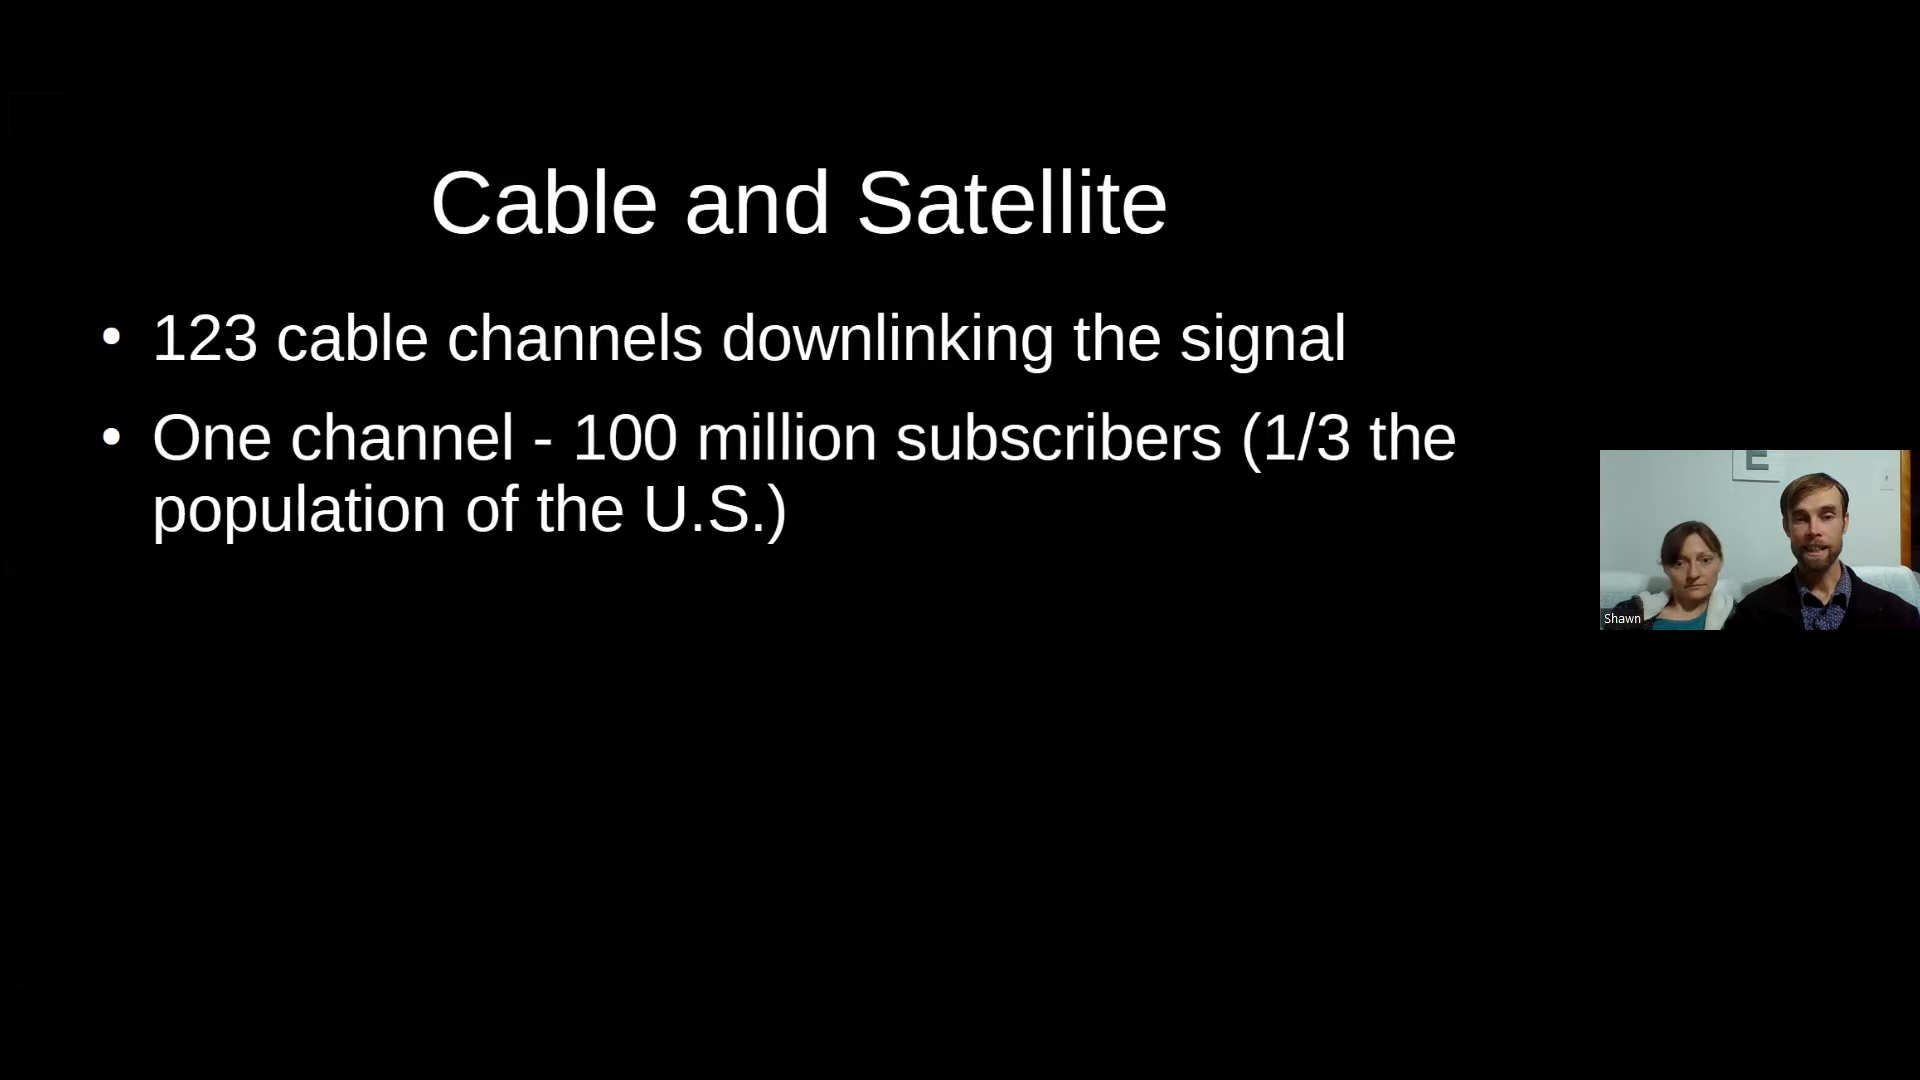 Cable and Satellite
• 123 cable channels downlinking the signal
• One channel - 100 million subscribers (1/3 the
population of the U.S.)
E
Shawn